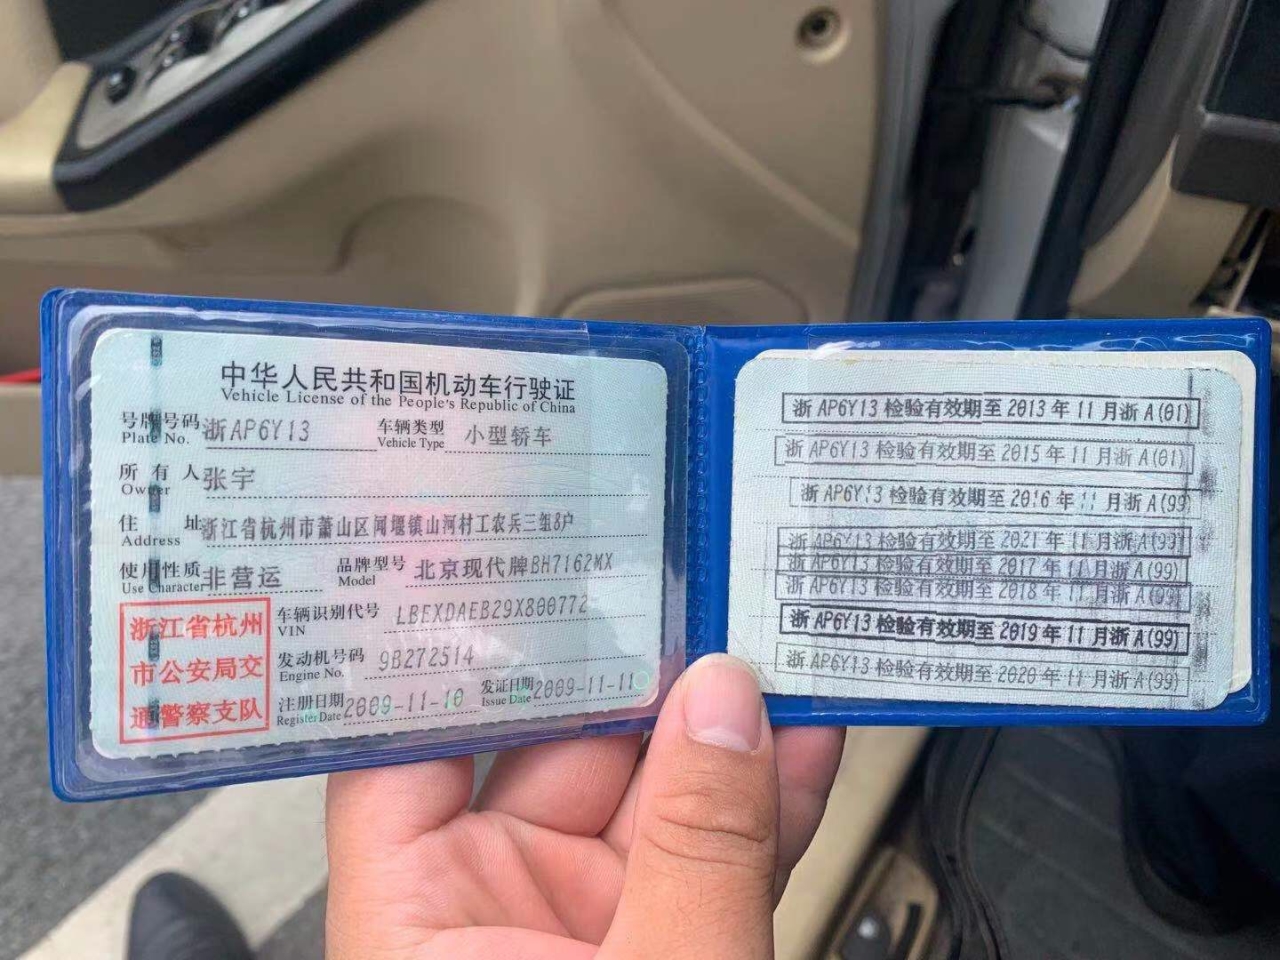 中华人民共和国机动车行驶证
Vehicle License of the People's Republic of China
号牌号码 浙AP6Y13 车辆类型 小型轿车
Plate No. Vehicle Type
所有人 张宇
Owner
住址 浙江省杭州市萧山区闻堰镇山河村工农兵三组8户
Address
使用性质 非营运 品牌型号 北京现代牌BH7162MX
Use Character Model
浙江省杭州
市公安局交
通警察支队
车辆识别代号 LBEXDAEB29X800772
VIN
发动机号码 9B272514
Engine No.
注册日期 2009-11-10 发证日期 2009-11-11
Register Date Issue Date
浙AP6Y13检验有效期至2013年11月浙A(01)
浙AP6Y13检验有效期至2015年11月浙A(01)
浙AP6Y13检验有效期至2016年11月浙A(99)
浙AP6Y13检验有效期至2021年11月浙A(99)
浙AP6Y13检验有效期至2017年11月浙A(99)
浙AP6Y13检验有效期至2018年11月浙A(99)
浙AP6Y13检验有效期至2019年11月浙A(99)
浙AP6Y13检验有效期至2020年11月浙A(99)